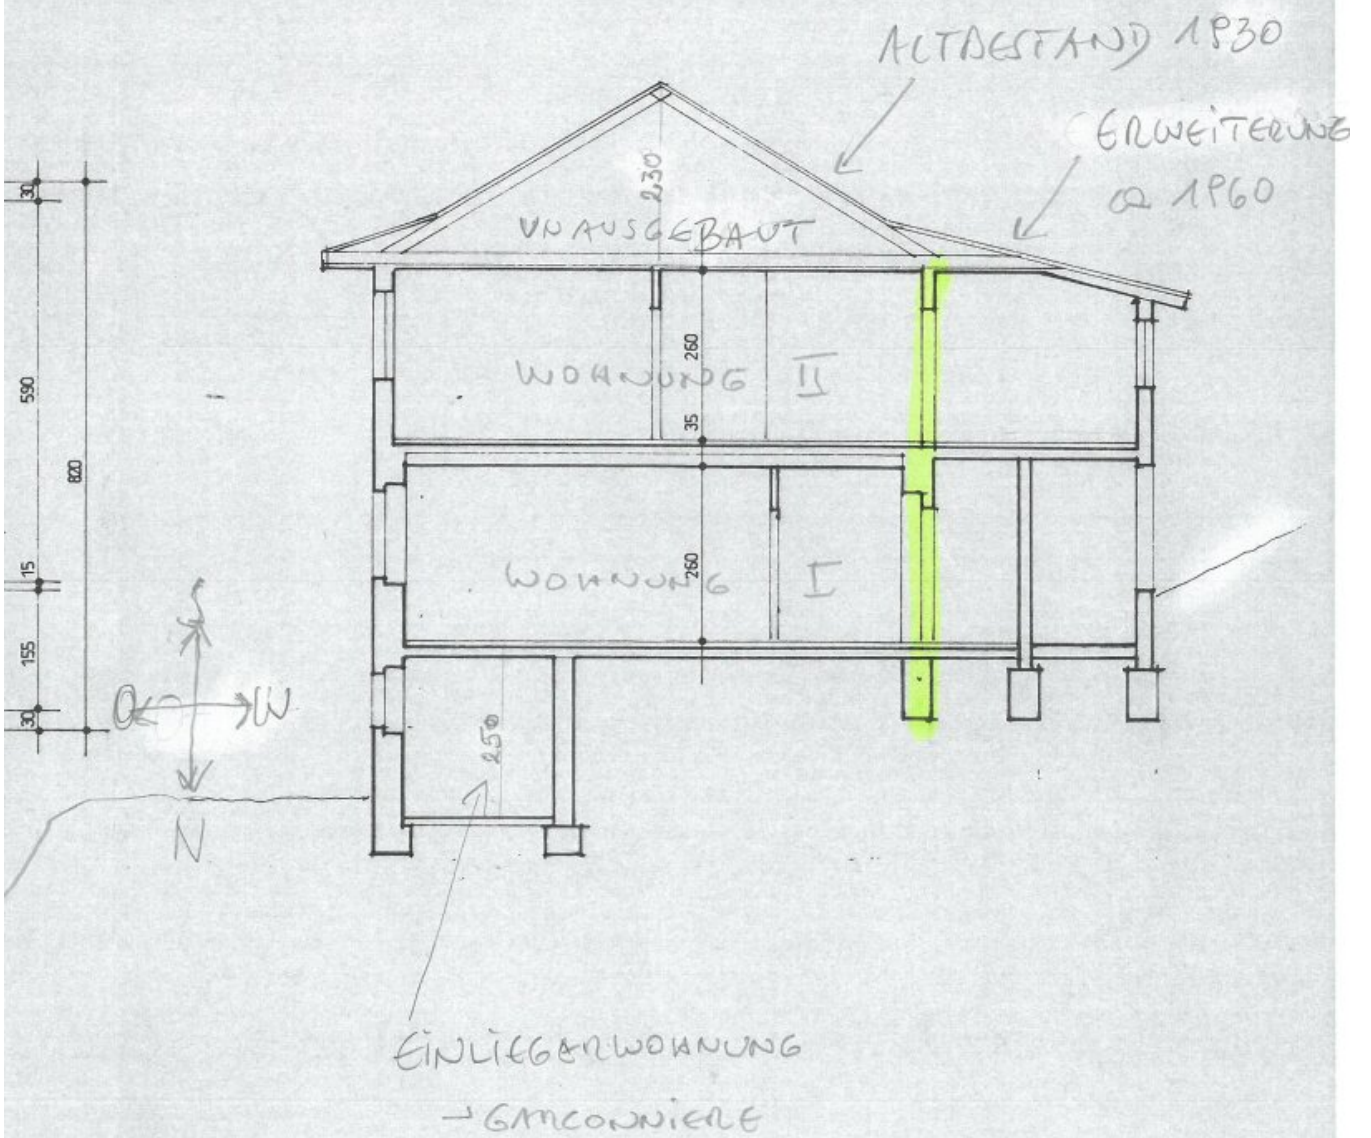 ALTBESTAND 1930
ERWEITERUNG
ca 1960
30
230
UNAUSGEBAUT
590
260
WOHNUNG II
35
820
260
15
WOHNUNG I
155
S
O W
30
250
N
EINLIEGERWOHNUNG
→ GARCONNIERE